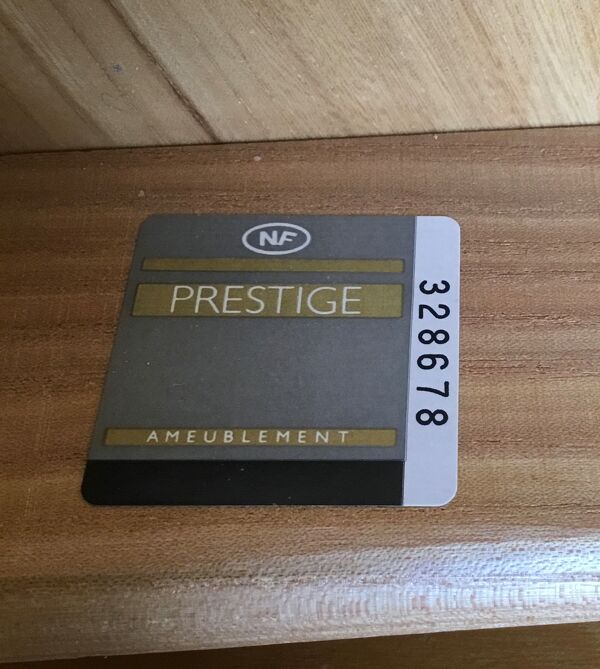 NF
PRESTIGE
AMEUBLEMENT
328678